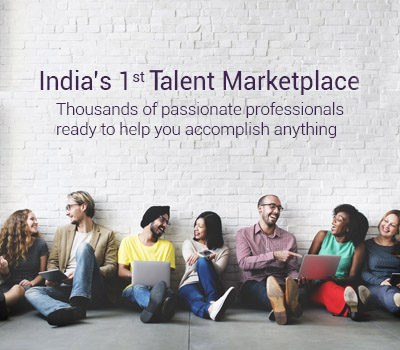 India's 1st Talent Marketplace
Thousands of passionate professionals
ready to help you accomplish anything